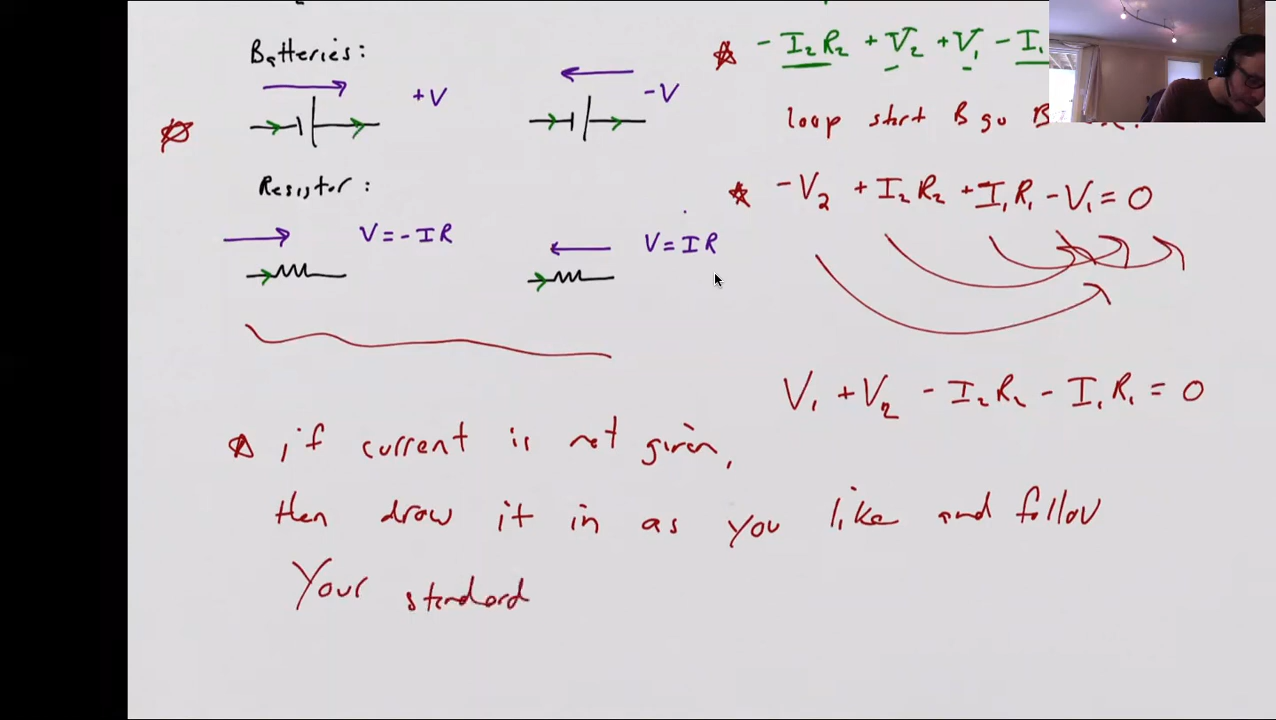 Batteries:
+V
-V
Resistor:
V = -IR
V = IR
if current is not given,
then draw it in as you like and follow
Your standard
-I₂R₂ + V₂ + V₁ - I₁
loop start B go B
-V₂ + I₂R₂ + I₁R₁ - V₁ = 0
V₁ + V₂ - I₂R₂ - I₁R₁ = 0